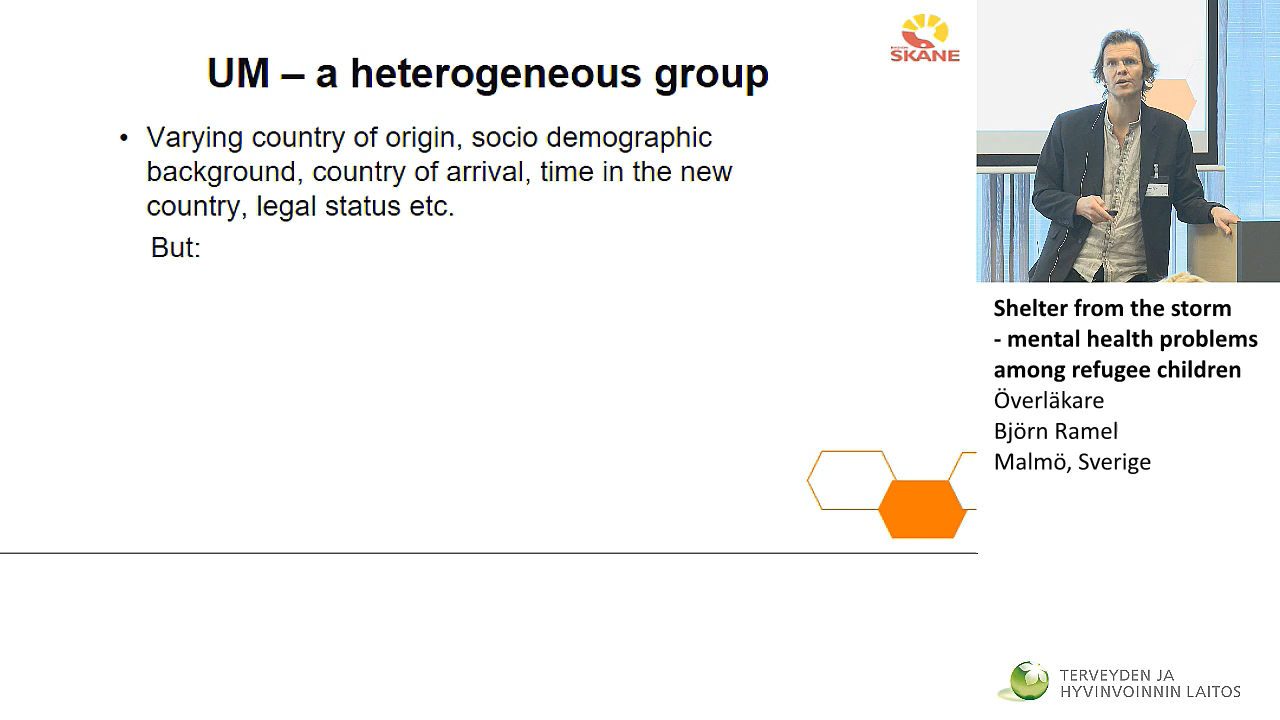 UM – a heterogeneous group
• Varying country of origin, socio demographic
background, country of arrival, time in the new
country, legal status etc.
But:
SKÅNE
Shelter from the storm
- mental health problems
among refugee children
Överläkare
Björn Ramel
Malmö, Sverige
TERVEYDEN JA
HYVINVOINNIN LAITOS